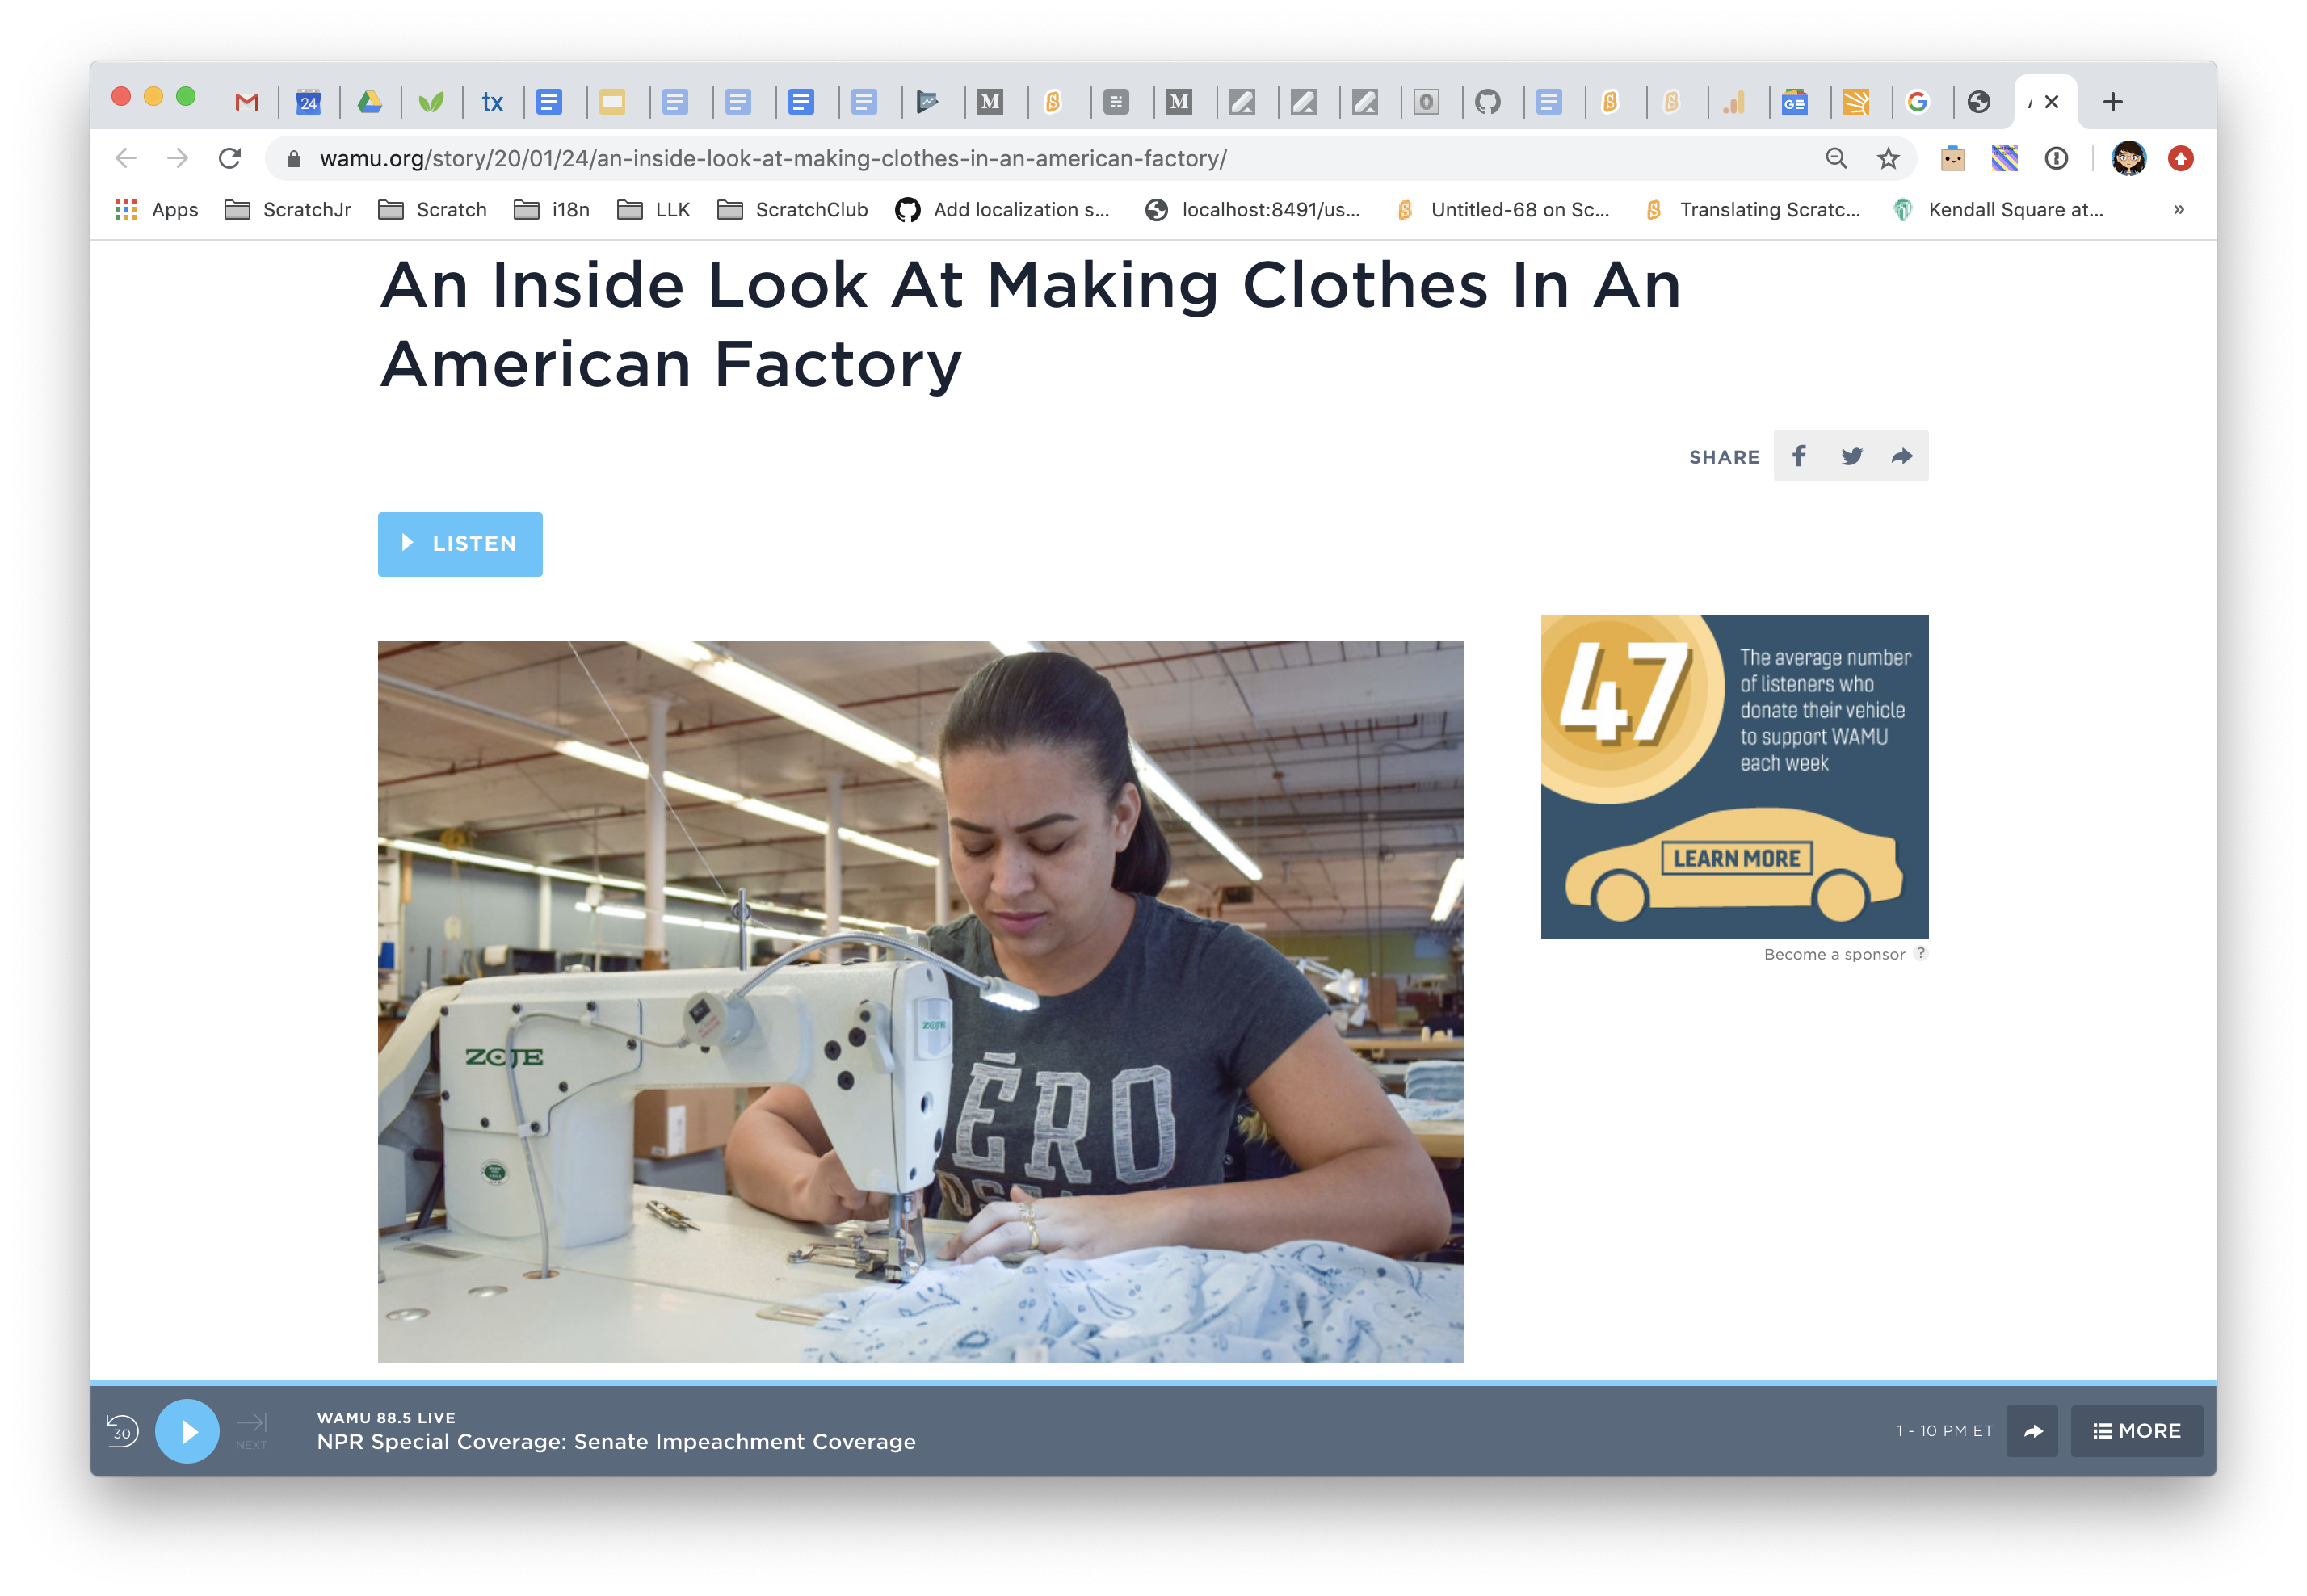 24
tx
M
M
wamu.org/story/20/01/24/an-inside-look-at-making-clothes-in-an-american-factory/
Apps
ScratchJr
Scratch
i18n
LLK
ScratchClub
Add localization s...
localhost:8491/us...
Untitled-68 on Sc...
Translating Scratc...
Kendall Square at...
»
An Inside Look At Making Clothes In An
American Factory
SHARE
LISTEN
47
The average number
of listeners who
donate their vehicle
to support WAMU
each week
LEARN MORE
Become a sponsor ?
ZOJE
ZOJE
ĒRO
30
NEXT
WAMU 88.5 LIVE
NPR Special Coverage: Senate Impeachment Coverage
1 - 10 PM ET
MORE